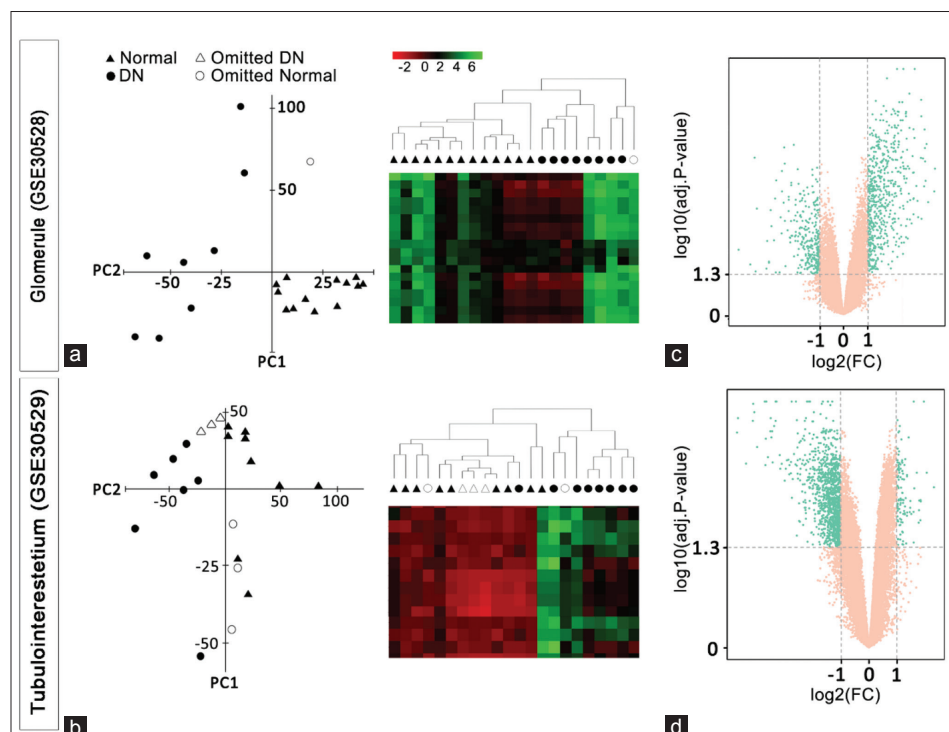 Glomerule (GSE30528)
▲ Normal △ Omitted DN
● DN ○ Omitted Normal
100
50
PC2
-50 -25 25
PC1
a
-2 0 2 4 6
log10(adj.P-value)
1.3
0
-1 0 1
log2(FC)
c
Tubulointerestetium (GSE30529)
50
PC2
-50 50 100
-25
-50
PC1
b
log10(adj.P-value)
1.3
0
-1 0 1
log2(FC)
d